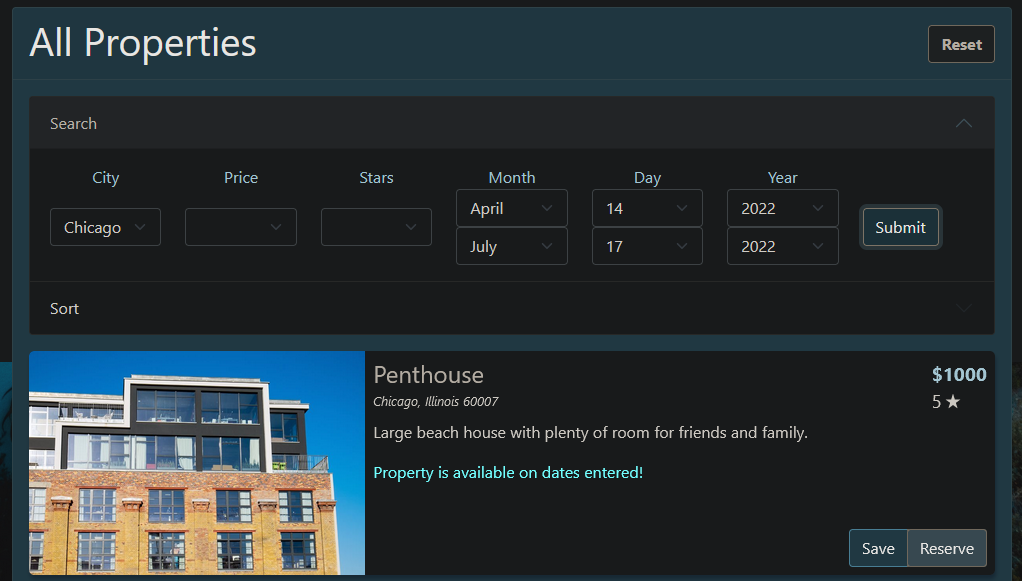 All Properties
Reset
Search
City Price Stars Month Day Year
April 14 2022
Chicago Submit
July 17 2022
Sort
Penthouse $1000
Chicago, Illinois 60007 5 ★
Large beach house with plenty of room for friends and family.
Property is available on dates entered!
Save Reserve